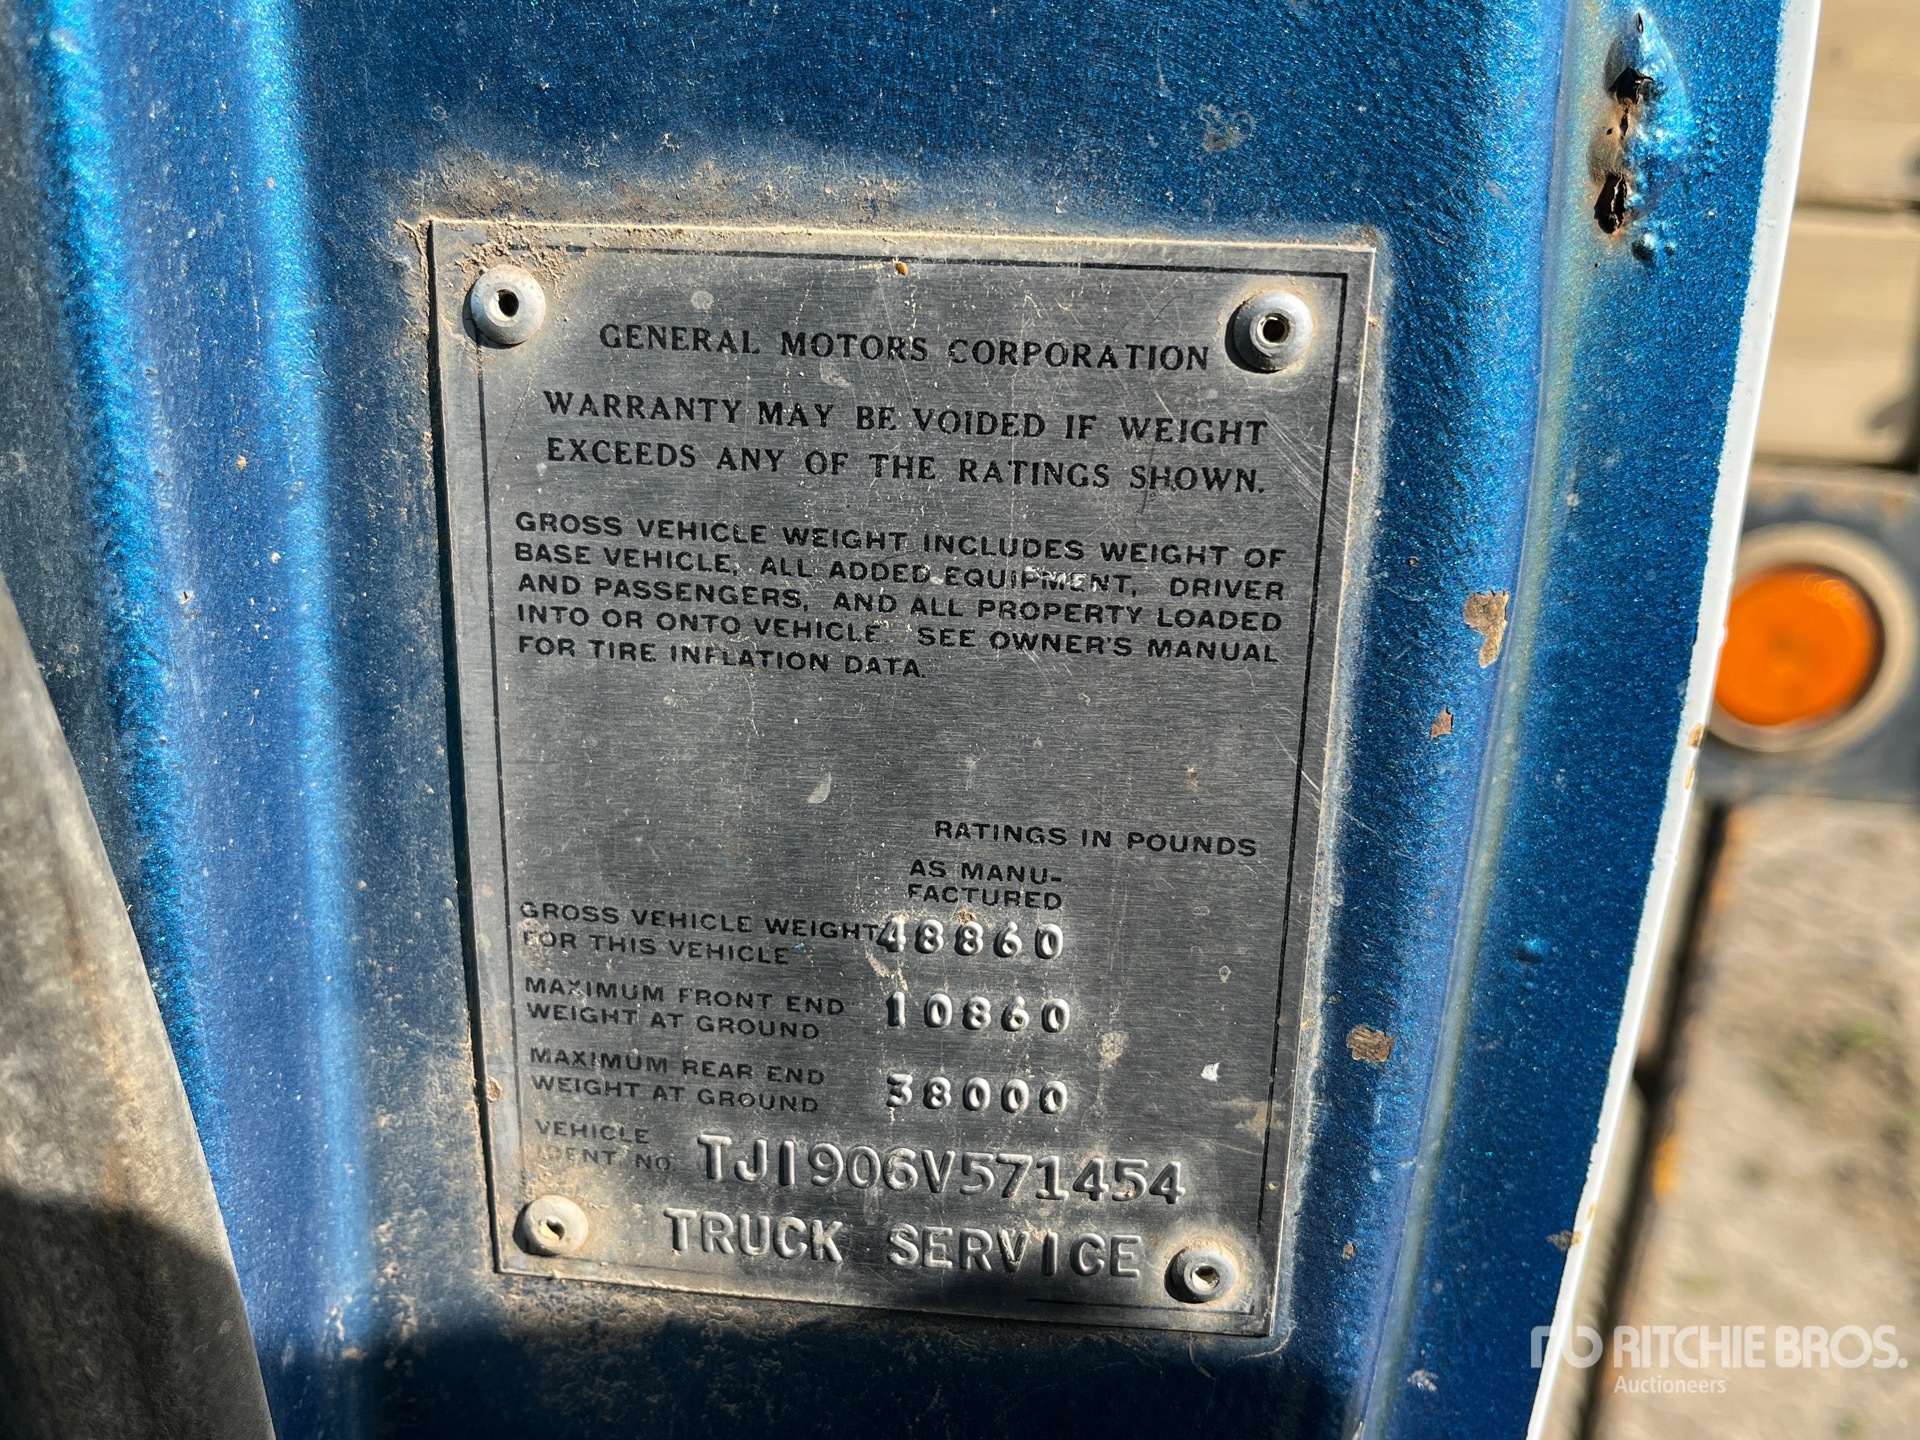 GENERAL MOTORS CORPORATION
WARRANTY MAY BE VOIDED IF WEIGHT
EXCEEDS ANY OF THE RATINGS SHOWN.
GROSS VEHICLE WEIGHT INCLUDES WEIGHT OF
BASE VEHICLE, ALL ADDED EQUIPMENT, DRIVER
AND PASSENGERS, AND ALL PROPERTY LOADED
INTO OR ONTO VEHICLE. SEE OWNER'S MANUAL
FOR TIRE INFLATION DATA.
RATINGS IN POUNDS
AS MANU-
FACTURED
GROSS VEHICLE WEIGHT 48860
FOR THIS VEHICLE
MAXIMUM FRONT END 10860
WEIGHT AT GROUND
MAXIMUM REAR END 38000
WEIGHT AT GROUND
VEHICLE
IDENT. NO. TJI906V571454
TRUCK SERVICE
RITCHIE BROS.
Auctioneers